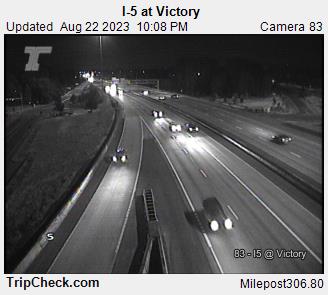 I-5 at Victory
Updated Aug 22 2023 10:08 PM Camera 83
T
S
83 - I5 @ Victory
TripCheck.com Milepost306.80